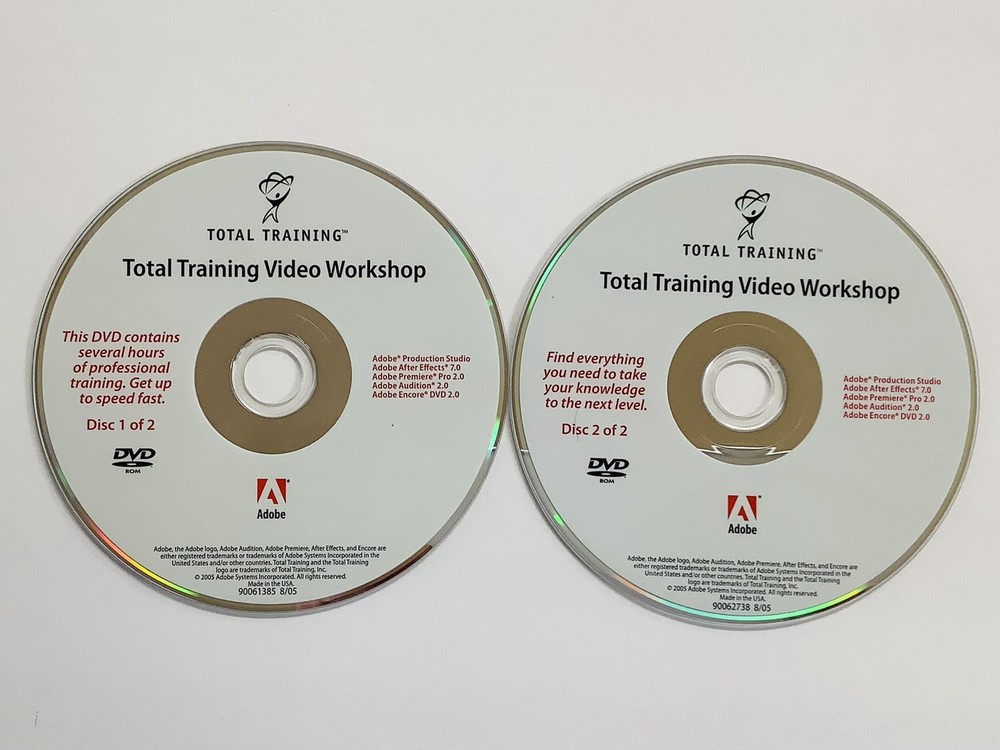 TOTAL TRAINING™
Total Training Video Workshop
This DVD contains
several hours
of professional
training. Get up
to speed fast.
Disc 1 of 2
Adobe® Production Studio
Adobe After Effects® 7.0
Adobe Premiere® Pro 2.0
Adobe Audition® 2.0
Adobe Encore® DVD 2.0
DVD
ROM
Adobe®
Adobe, the Adobe logo, Adobe Audition, Adobe Premiere, After Effects, and Encore are
either registered trademarks or trademarks of Adobe Systems Incorporated in the
United States and/or other countries. Total Training and the Total Training
logo are trademarks of Total Training, Inc.
© 2005 Adobe Systems Incorporated. All rights reserved.
Made in the USA.
90061385 8/05
TOTAL TRAINING™
Total Training Video Workshop
Find everything
you need to take
your knowledge
to the next level.
Disc 2 of 2
Adobe® Production Studio
Adobe After Effects® 7.0
Adobe Premiere® Pro 2.0
Adobe Audition® 2.0
Adobe Encore® DVD 2.0
DVD
ROM
Adobe®
Adobe, the Adobe logo, Adobe Audition, Adobe Premiere, After Effects, and Encore are
either registered trademarks or trademarks of Adobe Systems Incorporated in the
United States and/or other countries. Total Training and the Total Training
logo are trademarks of Total Training, Inc.
© 2005 Adobe Systems Incorporated. All rights reserved.
Made in the USA.
90062738 8/05